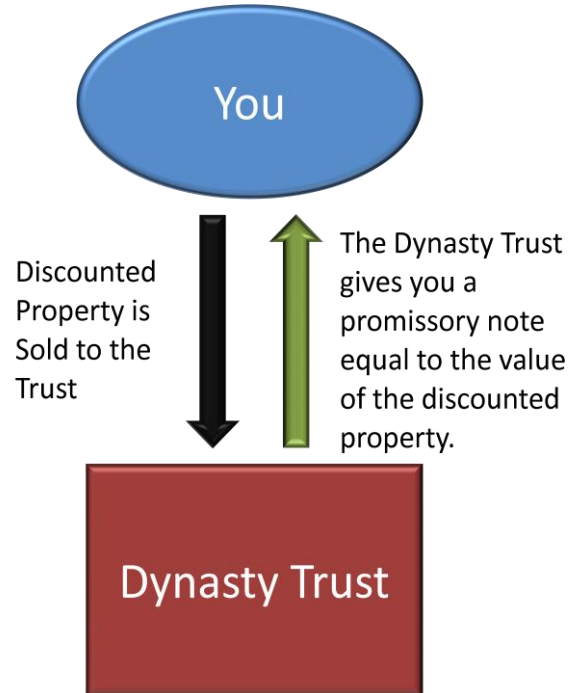 You
Discounted
Property is
Sold to the
Trust
The Dynasty Trust
gives you a
promissory note
equal to the value
of the discounted
property.
Dynasty Trust